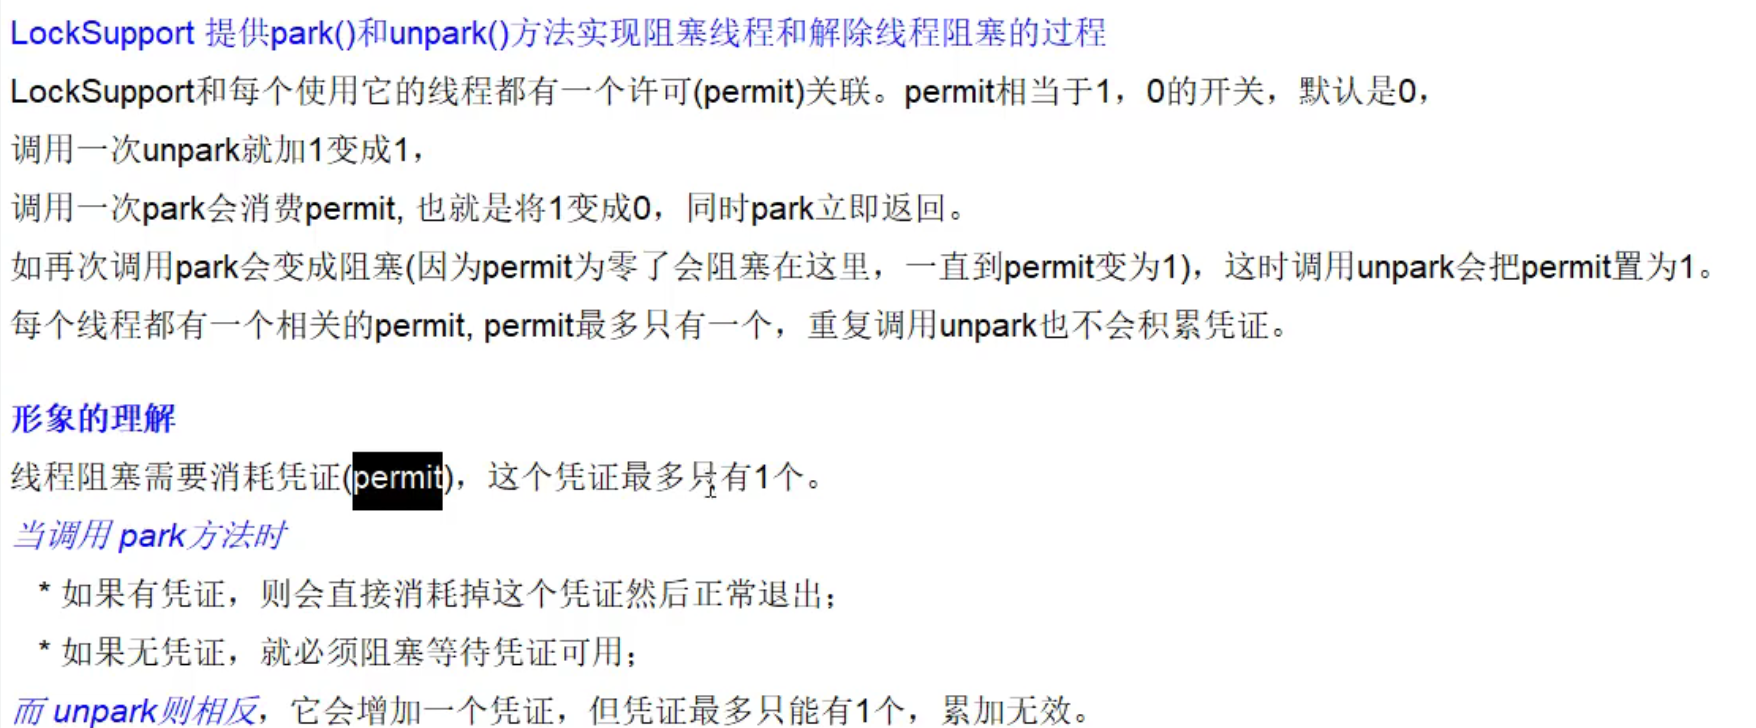 LockSupport 提供park()和unpark()方法实现阻塞线程和解除线程阻塞的过程
LockSupport和每个使用它的线程都有一个许可(permit)关联。permit相当于1，0的开关，默认是0，
调用一次unpark就加1变成1，
调用一次park会消费permit, 也就是将1变成0，同时park立即返回。
如再次调用park会变成阻塞(因为permit为零了会阻塞在这里，一直到permit变为1)，这时调用unpark会把permit置为1。
每个线程都有一个相关的permit, permit最多只有一个，重复调用unpark也不会积累凭证。
形象的理解
线程阻塞需要消耗凭证(permit)，这个凭证最多只有1个。
当调用 park方法时
* 如果有凭证，则会直接消耗掉这个凭证然后正常退出；
* 如果无凭证，就必须阻塞等待凭证可用；
而 unpark则相反，它会增加一个凭证，但凭证最多只能有1个，累加无效。